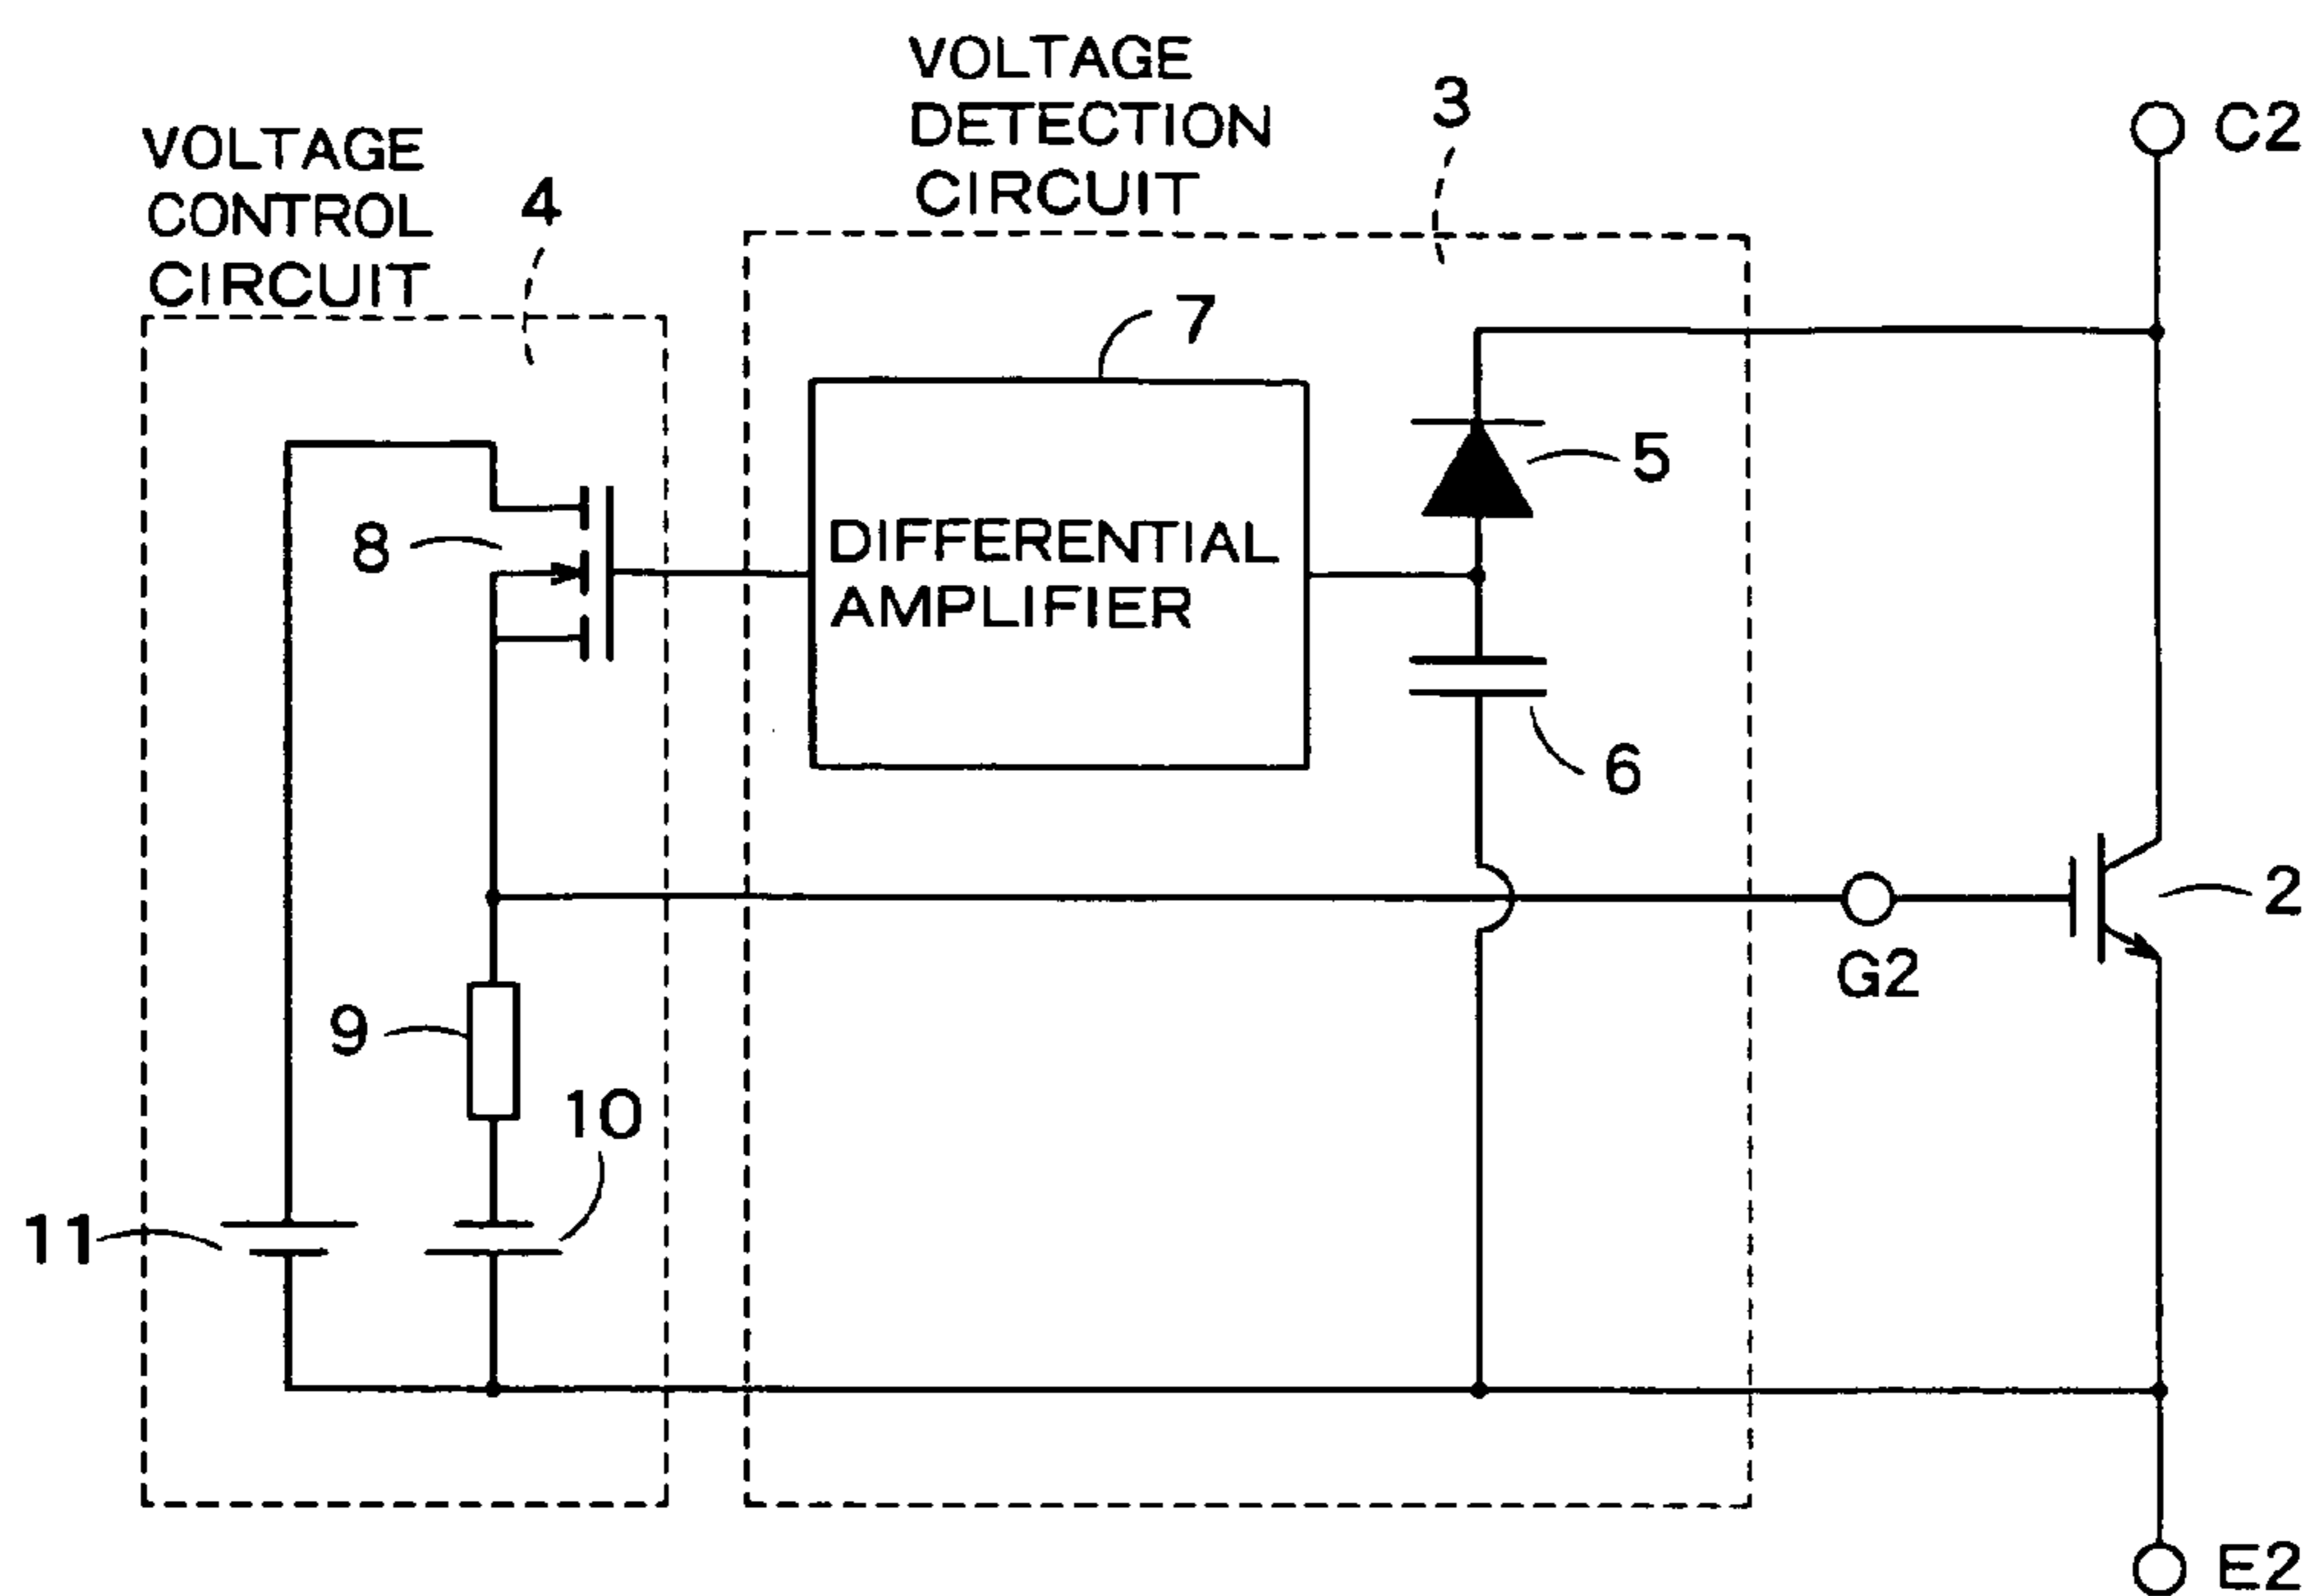 VOLTAGE
DETECTION
CIRCUIT
3
C2
VOLTAGE
CONTROL
CIRCUIT
4
7
5
8
DIFFERENTIAL
AMPLIFIER
6
2
G2
9
10
11
E2